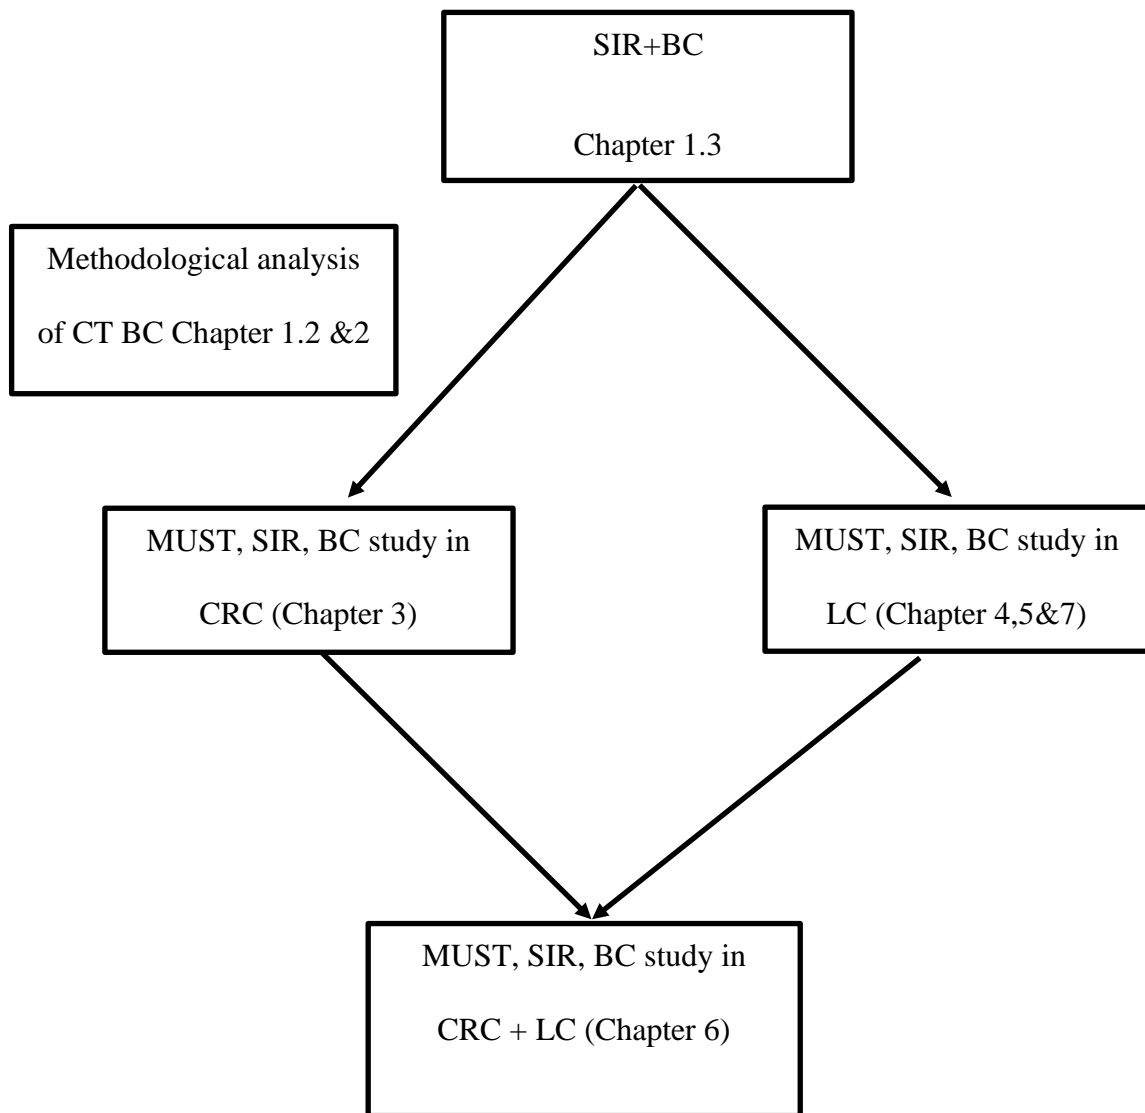 SIR+BC
Chapter 1.3
Methodological analysis
of CT BC Chapter 1.2 &2
MUST, SIR, BC study in
CRC (Chapter 3)
MUST, SIR, BC study in
LC (Chapter 4,5&7)
MUST, SIR, BC study in
CRC + LC (Chapter 6)